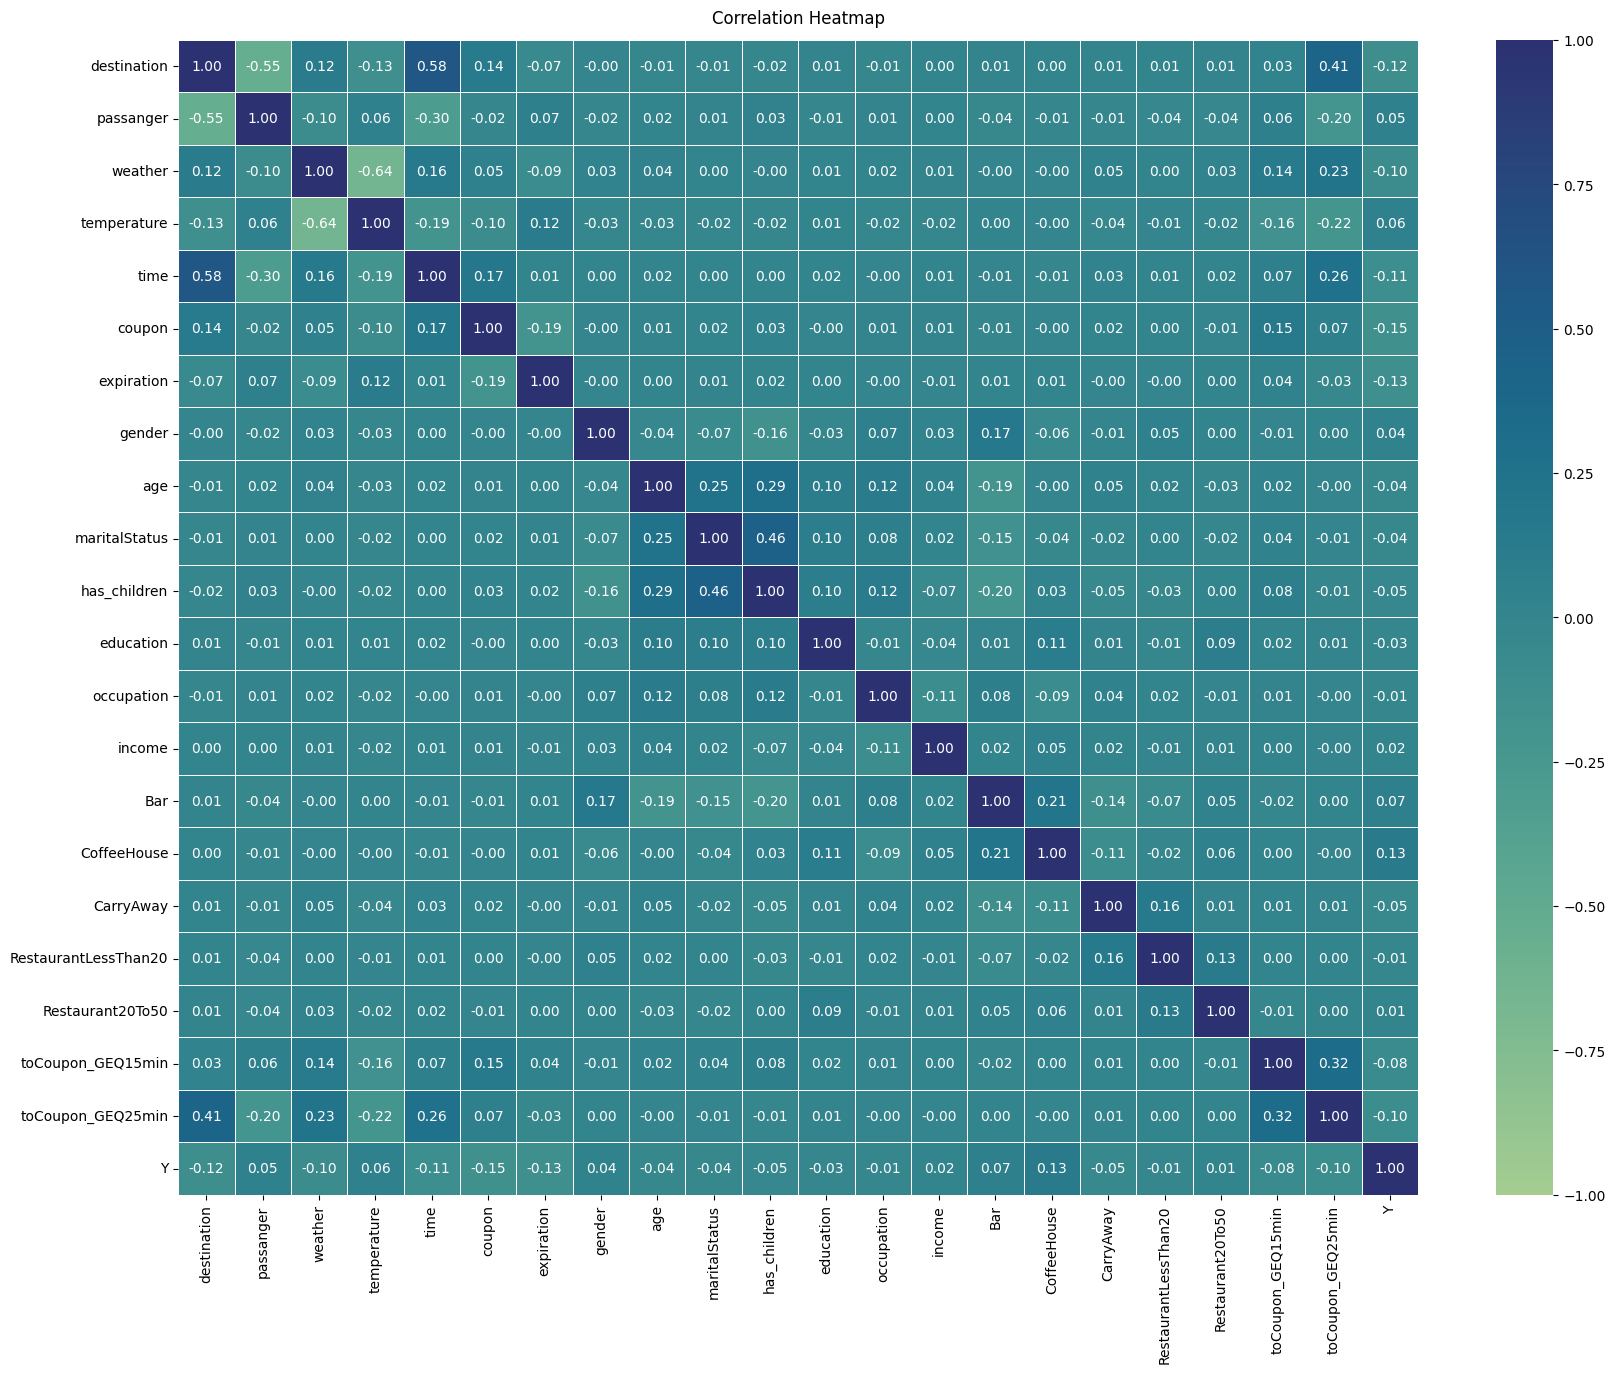 Correlation Heatmap
destination 1.00 -0.55 0.12 -0.13 0.58 0.14 -0.07 -0.00 -0.01 -0.01 -0.02 0.01 -0.01 0.00 0.01 0.00 0.01 0.01 0.01 0.03 0.41 -0.12
passanger -0.55 1.00 -0.10 0.06 -0.30 -0.02 0.07 -0.02 0.02 0.01 0.03 -0.01 0.01 0.00 -0.04 -0.01 -0.01 -0.04 -0.04 0.06 -0.20 0.05
weather 0.12 -0.10 1.00 -0.64 0.16 0.05 -0.09 0.03 0.04 0.00 -0.00 0.01 0.02 0.01 -0.00 -0.00 0.05 0.00 0.03 0.14 0.23 -0.10
temperature -0.13 0.06 -0.64 1.00 -0.19 -0.10 0.12 -0.03 -0.03 -0.02 -0.02 0.01 -0.02 -0.02 0.00 -0.00 -0.04 -0.01 -0.02 -0.16 -0.22 0.06
time 0.58 -0.30 0.16 -0.19 1.00 0.17 0.01 0.00 0.02 0.00 0.00 0.02 -0.00 0.01 -0.01 -0.01 0.03 0.01 0.02 0.07 0.26 -0.11
coupon 0.14 -0.02 0.05 -0.10 0.17 1.00 -0.19 -0.00 0.01 0.02 0.03 -0.00 0.01 0.01 -0.01 -0.00 0.02 0.00 -0.01 0.15 0.07 -0.15
expiration -0.07 0.07 -0.09 0.12 0.01 -0.19 1.00 -0.00 0.00 0.01 0.02 0.00 -0.00 -0.01 0.01 0.01 -0.00 -0.00 0.00 0.04 -0.03 -0.13
gender -0.00 -0.02 0.03 -0.03 0.00 -0.00 -0.00 1.00 -0.04 -0.07 -0.16 -0.03 0.07 0.03 0.17 -0.06 -0.01 0.05 0.00 -0.01 0.00 0.04
age -0.01 0.02 0.04 -0.03 0.02 0.01 0.00 -0.04 1.00 0.25 0.29 0.10 0.12 0.04 -0.19 -0.00 0.05 0.02 -0.03 0.02 -0.00 -0.04
maritalStatus -0.01 0.01 0.00 -0.02 0.00 0.02 0.01 -0.07 0.25 1.00 0.46 0.10 0.08 0.02 -0.15 -0.04 -0.02 0.00 -0.02 0.04 -0.01 -0.04
has_children -0.02 0.03 -0.00 -0.02 0.00 0.03 0.02 -0.16 0.29 0.46 1.00 0.10 0.12 -0.07 -0.20 0.03 -0.05 -0.03 0.00 0.08 -0.01 -0.05
education 0.01 -0.01 0.01 0.01 0.02 -0.00 0.00 -0.03 0.10 0.10 0.10 1.00 -0.01 -0.04 0.01 0.11 0.01 -0.01 0.09 0.02 0.01 -0.03
occupation -0.01 0.01 0.02 -0.02 -0.00 0.01 -0.00 0.07 0.12 0.08 0.12 -0.01 1.00 -0.11 0.08 -0.09 0.04 0.02 -0.01 0.01 -0.00 -0.01
income 0.00 0.00 0.01 -0.02 0.01 0.01 -0.01 0.03 0.04 0.02 -0.07 -0.04 -0.11 1.00 0.02 0.05 0.02 -0.01 0.01 0.00 -0.00 0.02
Bar 0.01 -0.04 -0.00 0.00 -0.01 -0.01 0.01 0.17 -0.19 -0.15 -0.20 0.01 0.08 0.02 1.00 0.21 -0.14 -0.07 0.05 -0.02 0.00 0.07
CoffeeHouse 0.00 -0.01 -0.00 -0.00 -0.01 -0.00 0.01 -0.06 -0.00 -0.04 0.03 0.11 -0.09 0.05 0.21 1.00 -0.11 -0.02 0.06 0.00 -0.00 0.13
CarryAway 0.01 -0.01 0.05 -0.04 0.03 0.02 -0.00 -0.01 0.05 -0.02 -0.05 0.01 0.04 0.02 -0.14 -0.11 1.00 0.16 0.01 0.01 0.01 -0.05
RestaurantLessThan20 0.01 -0.04 0.00 -0.01 0.01 0.00 -0.00 0.05 0.02 0.00 -0.03 -0.01 0.02 -0.01 -0.07 -0.02 0.16 1.00 0.13 0.00 0.00 -0.01
Restaurant20To50 0.01 -0.04 0.03 -0.02 0.02 -0.01 0.00 0.00 -0.03 -0.02 0.00 0.09 -0.01 0.01 0.05 0.06 0.01 0.13 1.00 -0.01 0.00 0.01
toCoupon_GEQ15min 0.03 0.06 0.14 -0.16 0.07 0.15 0.04 -0.01 0.02 0.04 0.08 0.02 0.01 0.00 -0.02 0.00 0.01 0.00 -0.01 1.00 0.32 -0.08
toCoupon_GEQ25min 0.41 -0.20 0.23 -0.22 0.26 0.07 -0.03 0.00 -0.00 -0.01 -0.01 0.01 -0.00 -0.00 0.00 -0.00 0.01 0.00 0.00 0.32 1.00 -0.10
Y -0.12 0.05 -0.10 0.06 -0.11 -0.15 -0.13 0.04 -0.04 -0.04 -0.05 -0.03 -0.01 0.02 0.07 0.13 -0.05 -0.01 0.01 -0.08 -0.10 1.00
destination
passanger
weather
temperature
time
coupon
expiration
gender
age
maritalStatus
has_children
education
occupation
income
Bar
CoffeeHouse
CarryAway
RestaurantLessThan20
Restaurant20To50
toCoupon_GEQ15min
toCoupon_GEQ25min
Y
1.00
0.75
0.50
0.25
0.00
−0.25
−0.50
−0.75
−1.00